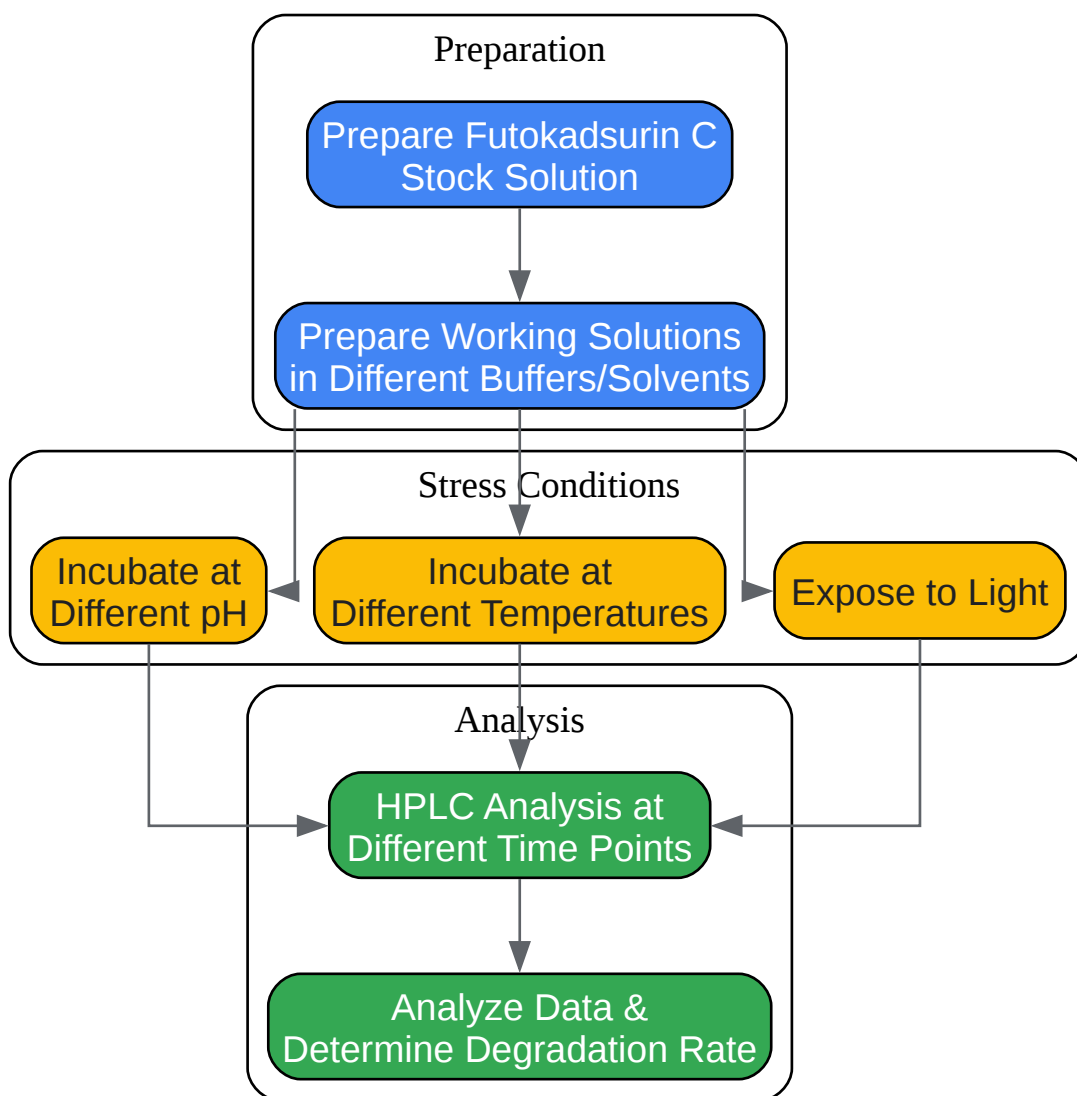 Preparation
Prepare Futokadsurin C
Stock Solution
Prepare Working Solutions
in Different Buffers/Solvents
Stress Conditions
Incubate at
Different pH
Incubate at
Different Temperatures
Expose to Light
Analysis
HPLC Analysis at
Different Time Points
Analyze Data &
Determine Degradation Rate